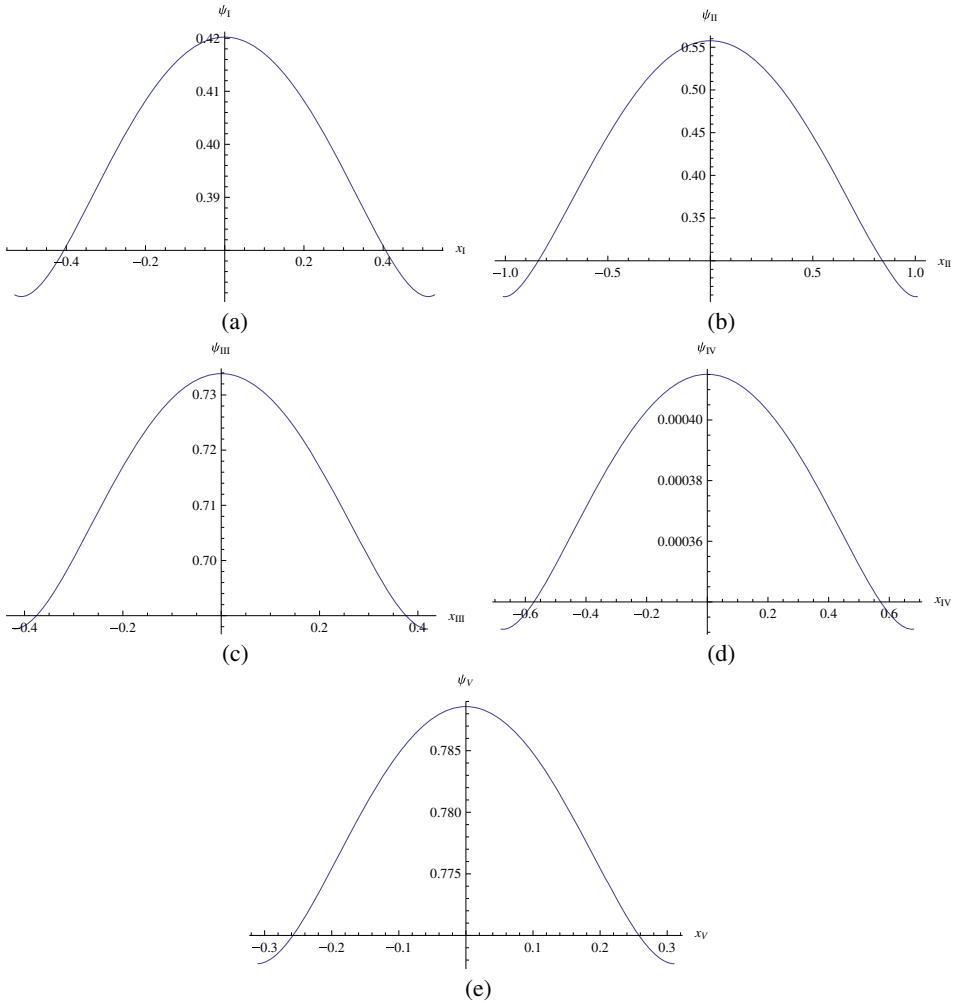 ψI ψII
0.42 0.55
0.41 0.50
0.45
0.40 0.40
0.39 0.35
−0.4 −0.2 0.2 0.4 xI −1.0 −0.5 0.5 1.0 xII
(a) (b)
ψIII ψIV
0.73 0.00040
0.72 0.00038
0.71 0.00036
0.70
−0.4 −0.2 0.2 0.4 xIII −0.6 −0.4 −0.2 0.2 0.4 0.6 xIV
(c) (d)
ψV
0.785
0.780
0.775
−0.3 −0.2 −0.1 0.1 0.2 0.3 xV
(e)